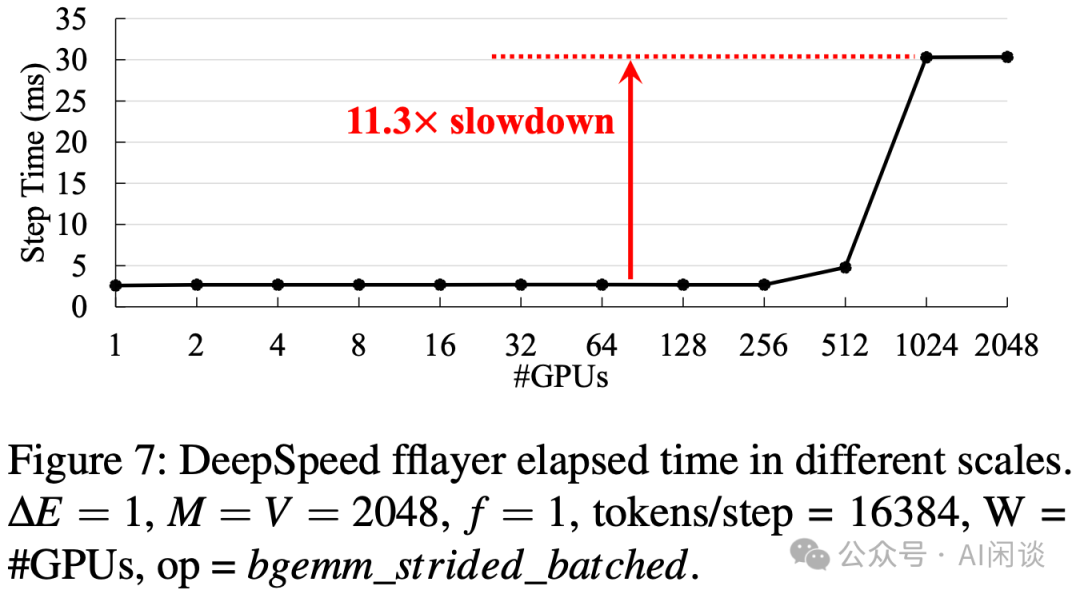 35
30
25
20
15
10
5
0
Step Time (ms)
11.3× slowdown
1 2 4 8 16 32 64 128 256 512 1024 2048
#GPUs
Figure 7: DeepSpeed fflayer elapsed time in different scales.
ΔE = 1, M = V = 2048, f = 1, tokens/step = 16384, W =
#GPUs, op = bgemm_strided_batched.
公众号 · AI闲谈